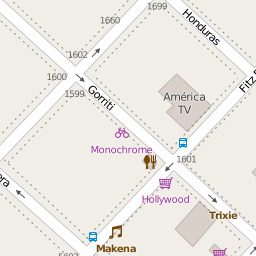 1660
1699
Honduras
1602
1600
1599
Gorriti
América
TV
Fitz
Monochrome
1601
Hollywood
Trixie
Makena